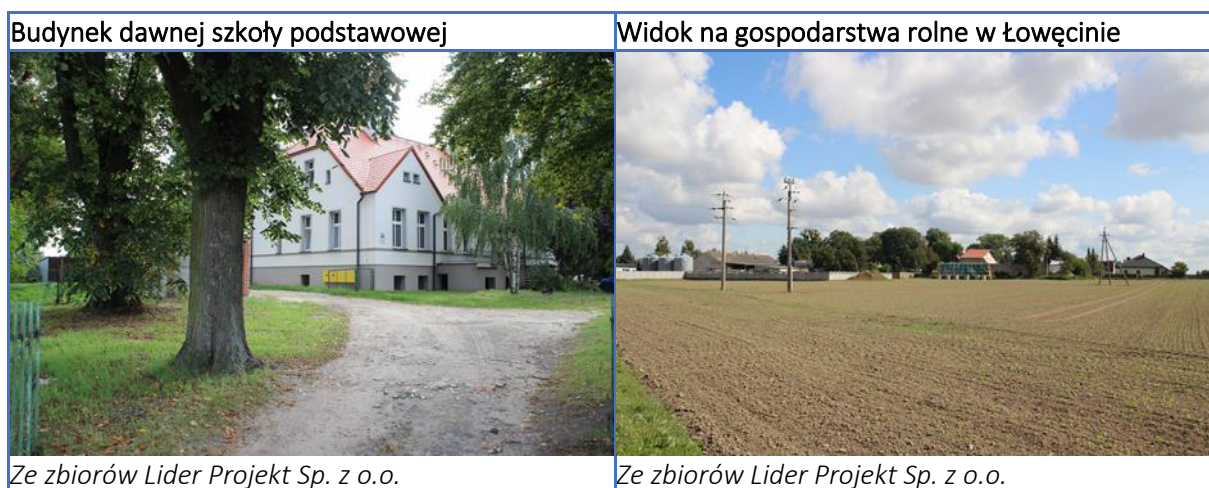 Budynek dawnej szkoły podstawowej
Widok na gospodarstwa rolne w Łowęcinie
Ze zbiorów Lider Projekt Sp. z o.o.
Ze zbiorów Lider Projekt Sp. z o.o.